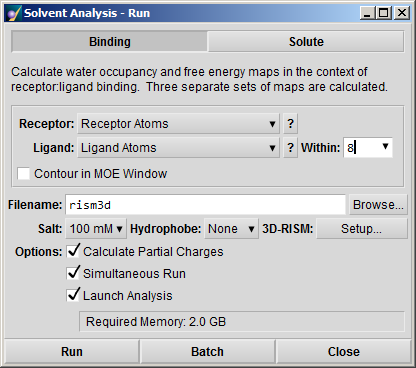 Solvent Analysis - Run
Binding Solute
Calculate water occupancy and free energy maps in the context of
receptor:ligand binding. Three separate sets of maps are calculated.
Receptor: Receptor Atoms ?
Ligand: Ligand Atoms ? Within: 8
Contour in MOE Window
Filename: rism3d Browse...
Salt: 100 mM Hydrophobe: None 3D-RISM: Setup...
Options: Calculate Partial Charges
Simultaneous Run
Launch Analysis
Required Memory: 2.0 GB
Run Batch Close